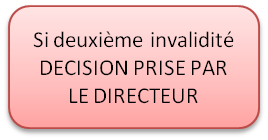 Si deuxième invalidité
DECISION PRISE PAR
LE DIRECTEUR